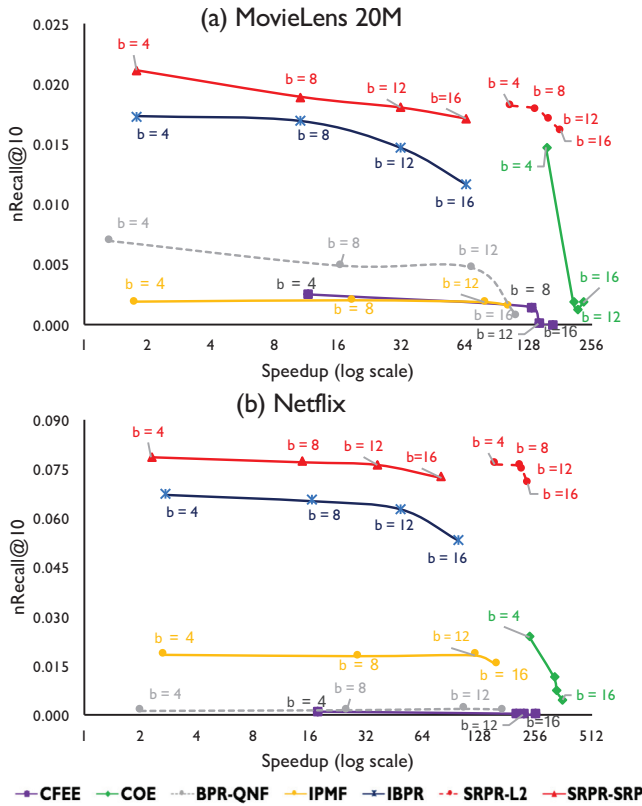 (a) MovieLens 20M
0.025
b = 4
0.020
b = 8
b = 12
b=16
b = 4
b = 8
b=12
b=16
0.015
b = 4
b = 8
b = 12
b = 16
b = 4
0.010
b = 4
b = 8
b = 12
0.005
b = 4
b = 4
b = 8
b = 12
b = 16
b = 8
b = 12
b = 16
b = 16
b = 12
0.000
nRecall@10
1 2 4 8 16 32 64 128 256
Speedup (log scale)
(b) Netflix
0.090
b = 4
b = 8
b = 12
b=16
b = 4
b = 8
b=12
b=16
0.075
b = 4
b = 8
b = 12
b = 16
0.060
0.045
0.030
b = 4
b = 8
b = 12
b = 16
b = 4
b = 16
0.015
b = 4
b = 8
b = 12
b = 4
b=12
b=16
0.000
nRecall@10
1 2 4 8 16 32 64 128 256 512
Speedup (log scale)
CFEE COE BPR-QNF IPMF IBPR SRPR-L2 SRPR-SRP